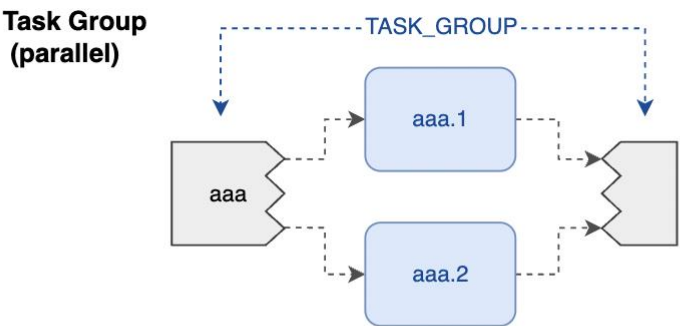 Task Group
(parallel)
TASK_GROUP
aaa.1
aaa
aaa.2